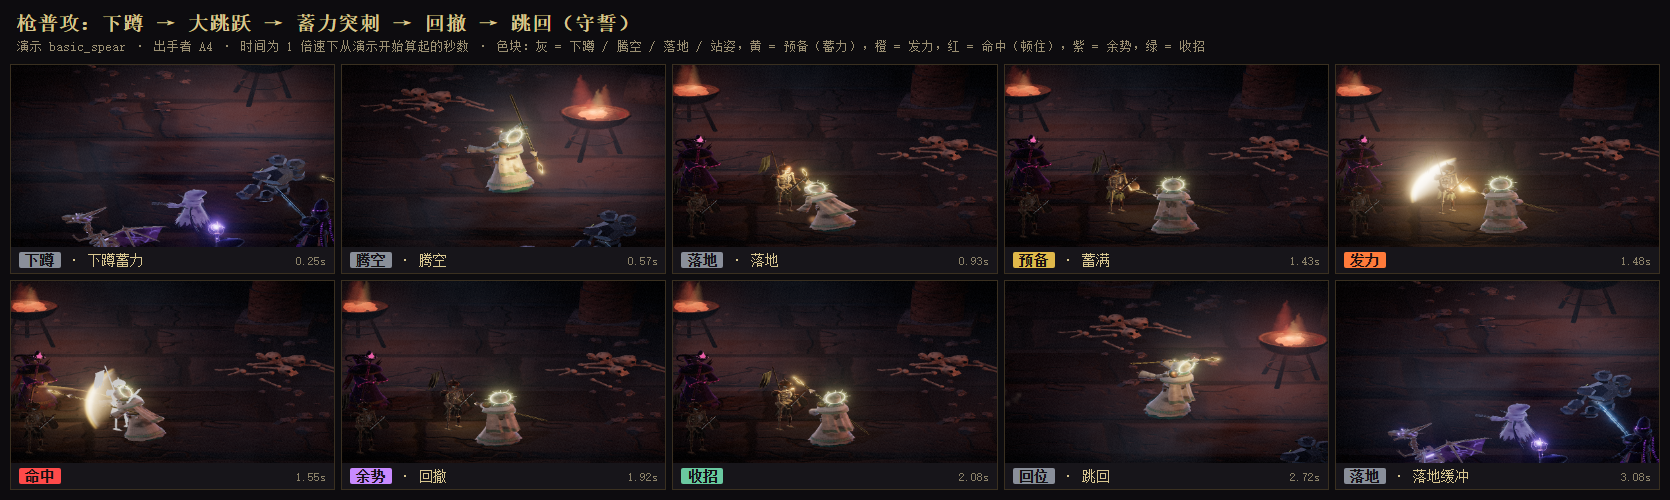 枪普攻：下蹲 → 大跳跃 → 蓄力突刺 → 回撤 → 跳回（守誓）
演示 basic_spear · 出手者 A4 · 时间为 1 倍速下从演示开始算起的秒数 · 色块：灰 = 下蹲 / 腾空 / 落地 / 站姿，黄 = 预备（蓄力），橙 = 发力，红 = 命中（顿住），紫 = 余势，绿 = 收招
下蹲 · 下蹲蓄力 0.25s
腾空 · 腾空 0.57s
落地 · 落地 0.93s
预备 · 蓄满 1.43s
发力 1.48s
命中 1.55s
余势 · 回撤 1.92s
收招 2.08s
回位 · 跳回 2.72s
落地 · 落地缓冲 3.08s